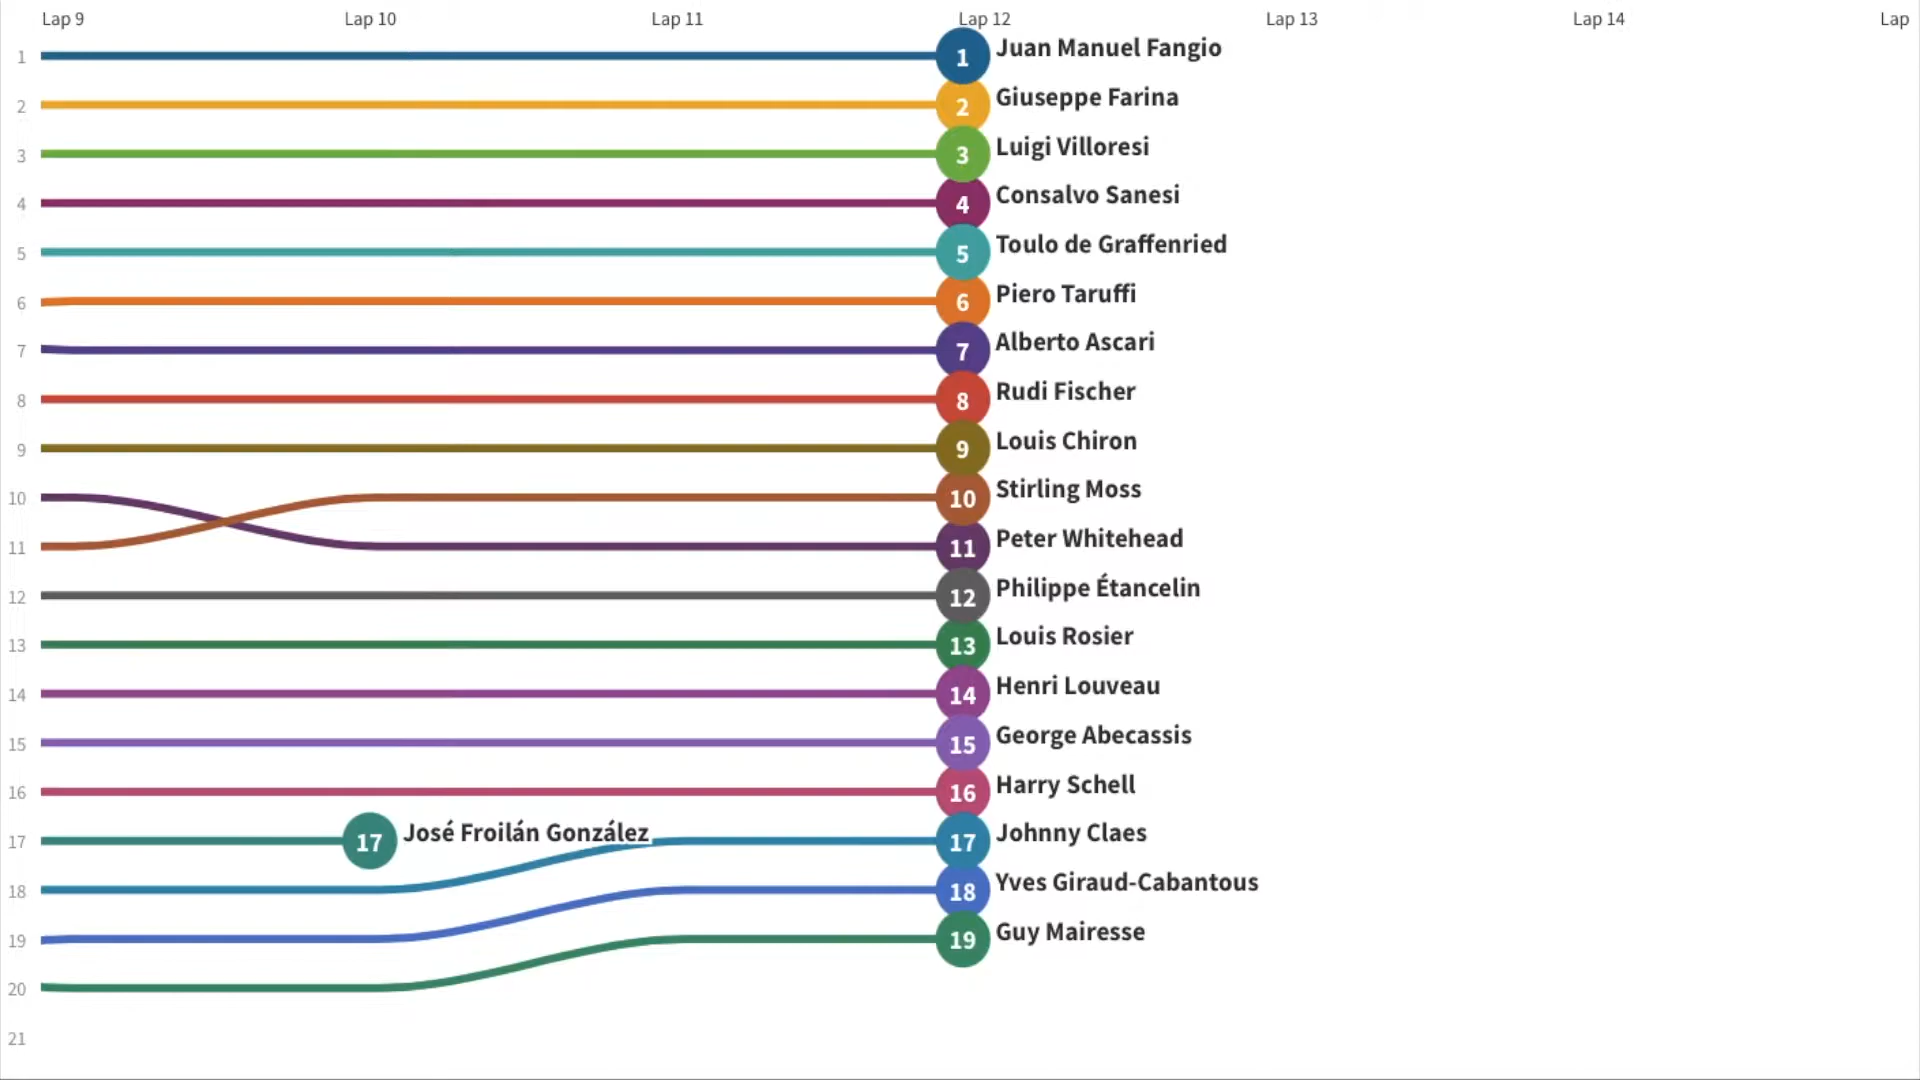 Lap 9 Lap 10 Lap 11 Lap 12 Lap 13 Lap 14 Lap
1 1 Juan Manuel Fangio
2 2 Giuseppe Farina
3 3 Luigi Villoresi
4 4 Consalvo Sanesi
5 5 Toulo de Graffenried
6 6 Piero Taruffi
7 7 Alberto Ascari
8 8 Rudi Fischer
9 9 Louis Chiron
10 10 Stirling Moss
11 11 Peter Whitehead
12 12 Philippe Étancelin
13 13 Louis Rosier
14 14 Henri Louveau
15 15 George Abecassis
16 16 Harry Schell
17 17 José Froilán González 17 Johnny Claes
18 18 Yves Giraud-Cabantous
19 19 Guy Mairesse
20
21